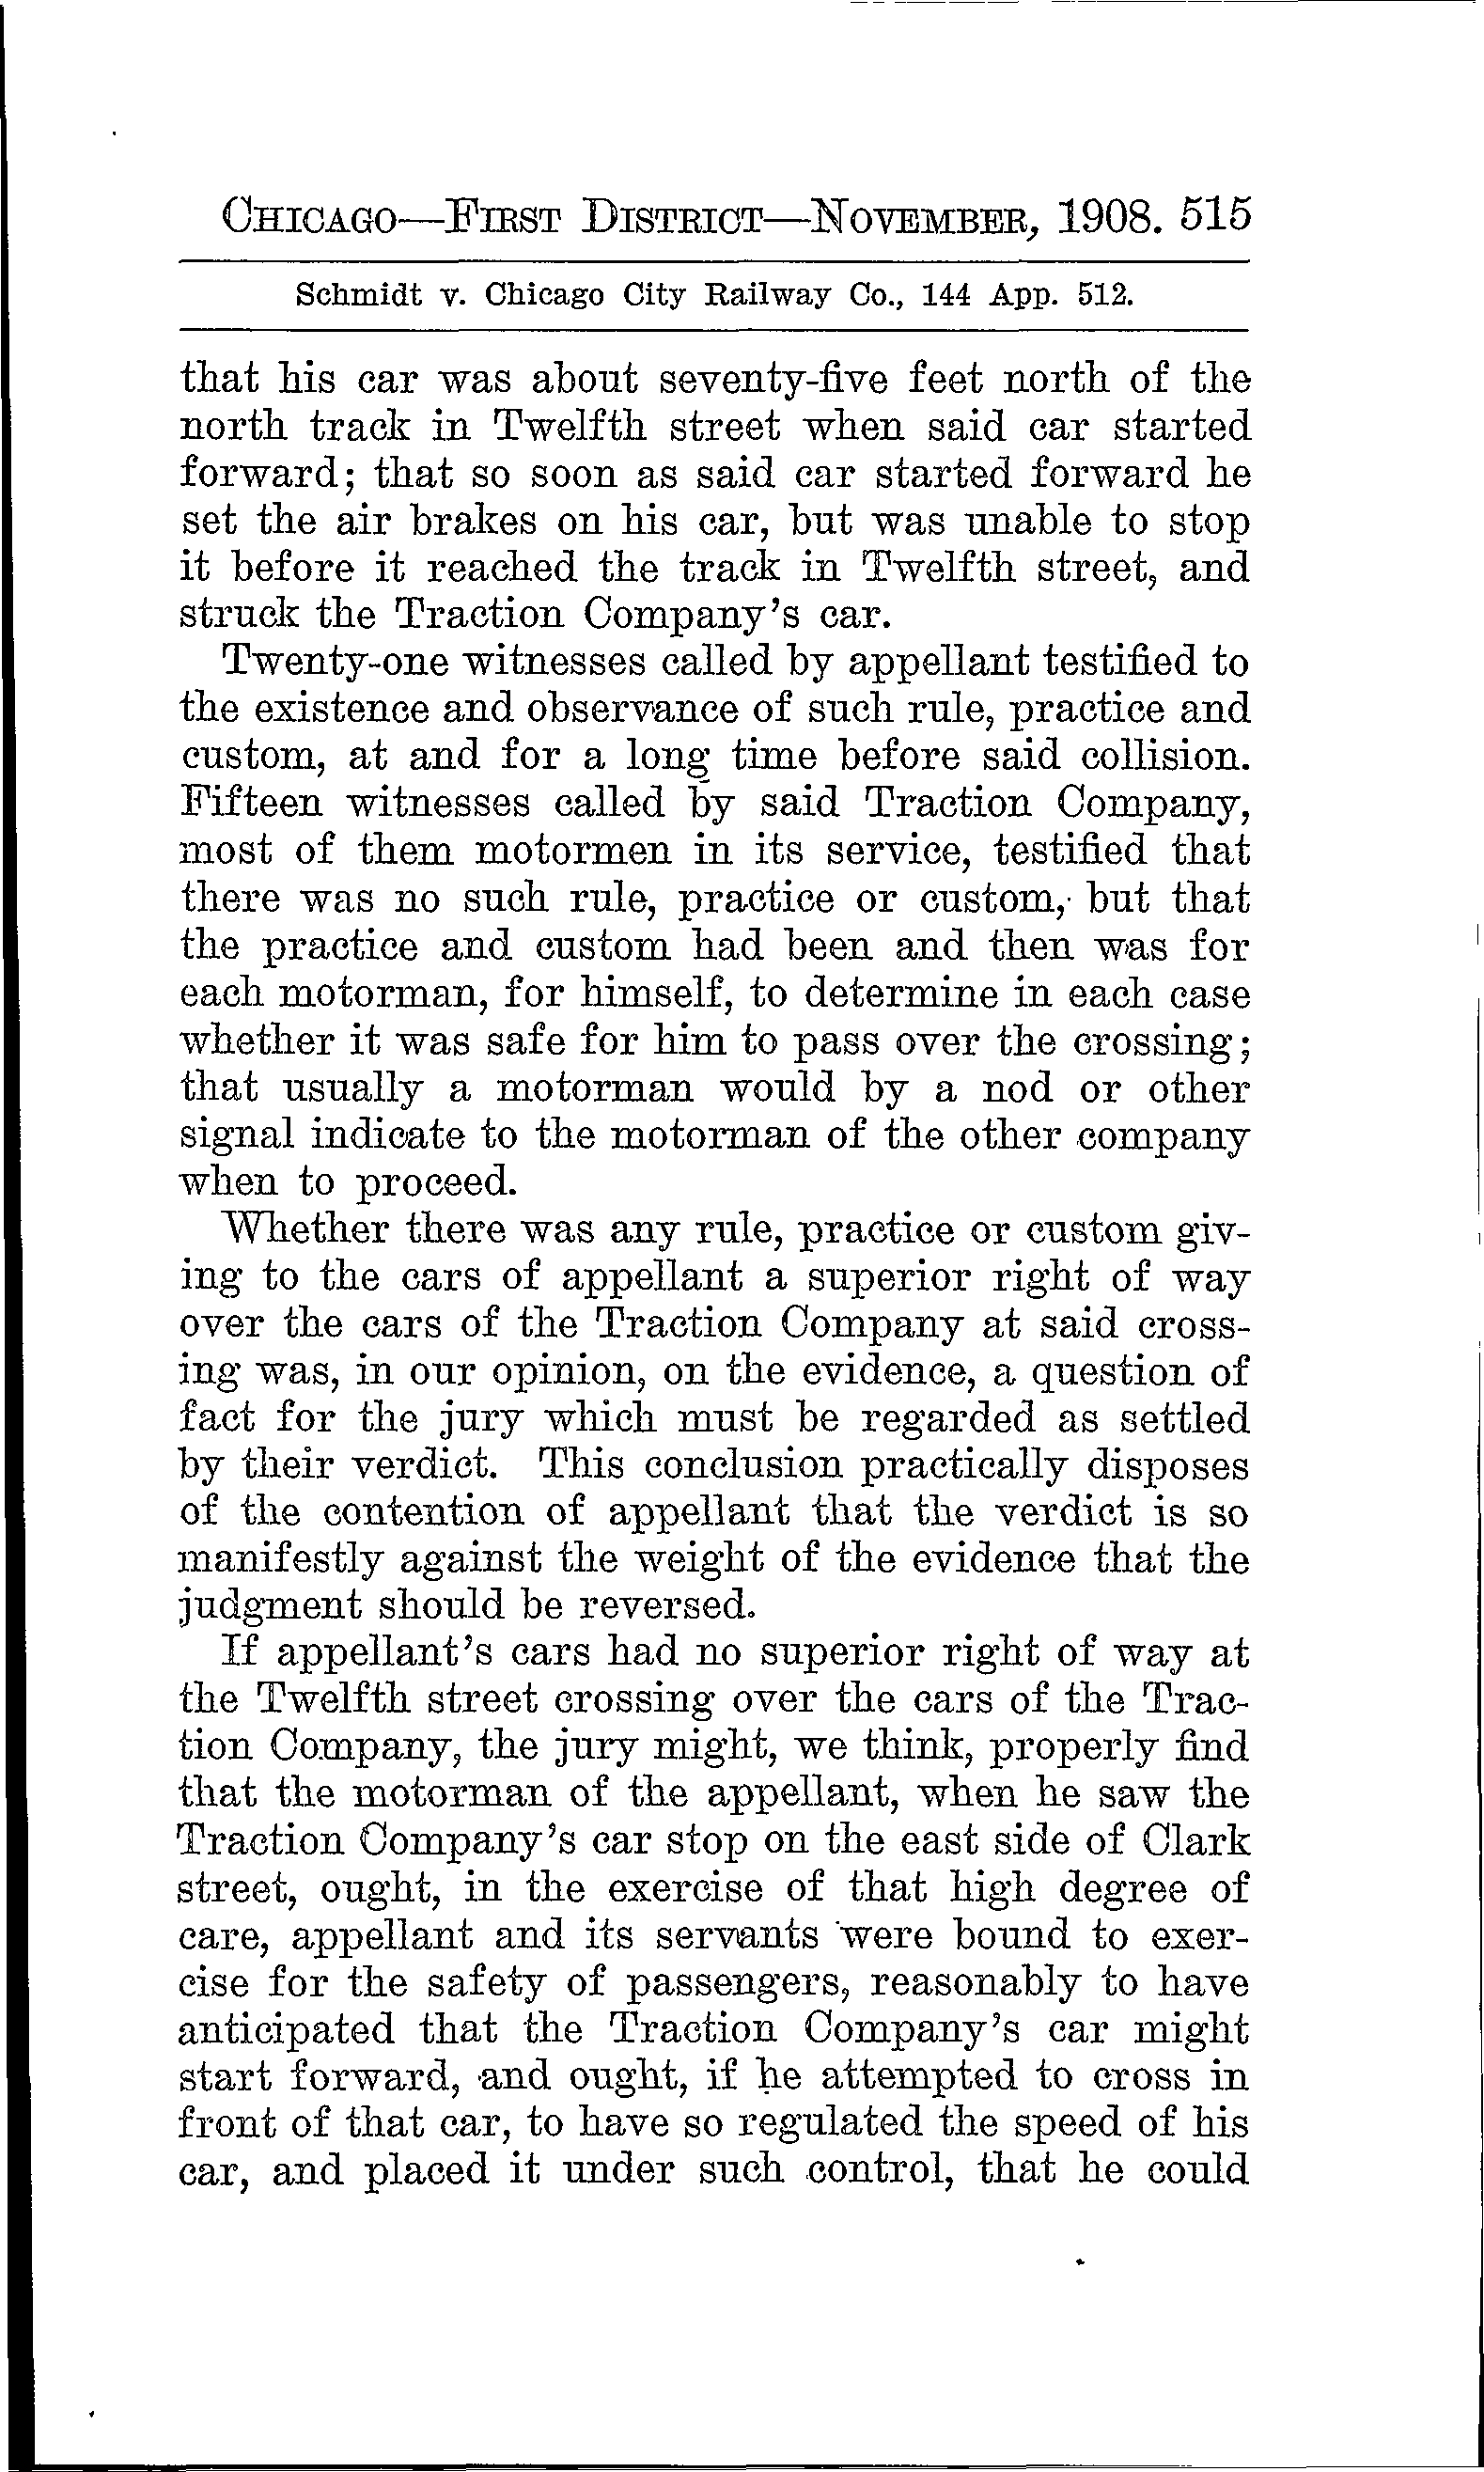 CHICAGO—FIRST DISTRICT—NOVEMBER, 1908. 515
Schmidt v. Chicago City Railway Co., 144 App. 512.
that his car was about seventy-five feet north of the
north track in Twelfth street when said car started
forward; that so soon as said car started forward he
set the air brakes on his car, but was unable to stop
it before it reached the track in Twelfth street, and
struck the Traction Company's car.
Twenty-one witnesses called by appellant testified to
the existence and observance of such rule, practice and
custom, at and for a long time before said collision.
Fifteen witnesses called by said Traction Company,
most of them motormen in its service, testified that
there was no such rule, practice or custom, but that
the practice and custom had been and then was for
each motorman, for himself, to determine in each case
whether it was safe for him to pass over the crossing;
that usually a motorman would by a nod or other
signal indicate to the motorman of the other company
when to proceed.
Whether there was any rule, practice or custom giv-
ing to the cars of appellant a superior right of way
over the cars of the Traction Company at said cross-
ing was, in our opinion, on the evidence, a question of
fact for the jury which must be regarded as settled
by their verdict. This conclusion practically disposes
of the contention of appellant that the verdict is so
manifestly against the weight of the evidence that the
judgment should be reversed.
If appellant's cars had no superior right of way at
the Twelfth street crossing over the cars of the Trac-
tion Company, the jury might, we think, properly find
that the motorman of the appellant, when he saw the
Traction Company's car stop on the east side of Clark
street, ought, in the exercise of that high degree of
care, appellant and its servants were bound to exer-
cise for the safety of passengers, reasonably to have
anticipated that the Traction Company's car might
start forward, and ought, if he attempted to cross in
front of that car, to have so regulated the speed of his
car, and placed it under such control, that he could